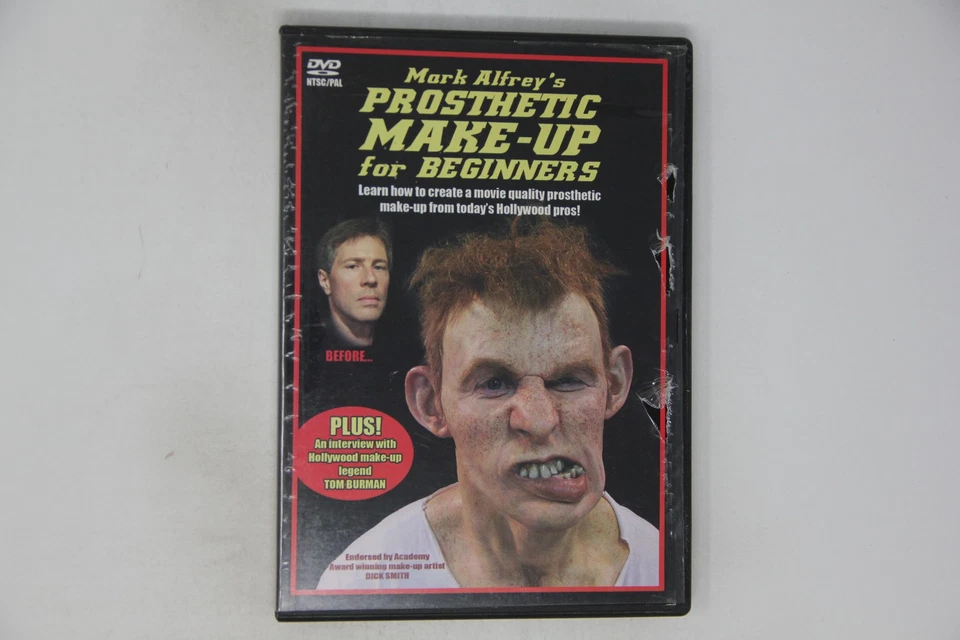 DVD
NTSC/PAL
Mark Alfrey's
PROSTHETIC
MAKE-UP
for BEGINNERS
Learn how to create a movie quality prosthetic
make-up from today's Hollywood pros!
BEFORE...
PLUS!
An interview with
Hollywood make-up
legend
TOM BURMAN
Endorsed by Academy
Award winning make-up artist
DICK SMITH